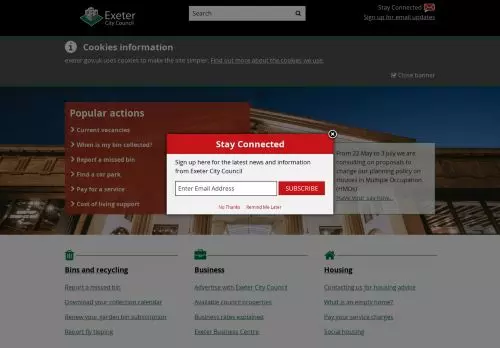 Exeter
City Council
Search
Stay Connected
Sign up for email updates
Cookies information
exeter.gov.uk uses cookies to make the site simpler. Find out more about the cookies we use.
Close banner
Popular actions
Current vacancies
When is my bin collected?
Report a missed bin
Find a car park
Pay for a service
Cost of living support
Stay Connected
Sign up here for the latest news and information
from Exeter City Council
Enter Email Address
SUBSCRIBE
No Thanks
Remind Me Later
From 22 May to 3 July we are
consulting on proposals to
change our planning policy on
Houses in Multiple Occupation
(HMOs)
Have your say now...
Bins and recycling
Report a missed bin
Download your collection calendar
Renew your garden bin subscription
Report fly tipping
Business
Advertise with Exeter City Council
Available council properties
Business rates explained
Exeter Business Centre
Housing
Contacting us for housing advice
What is an empty home?
Pay your service charges
Social housing